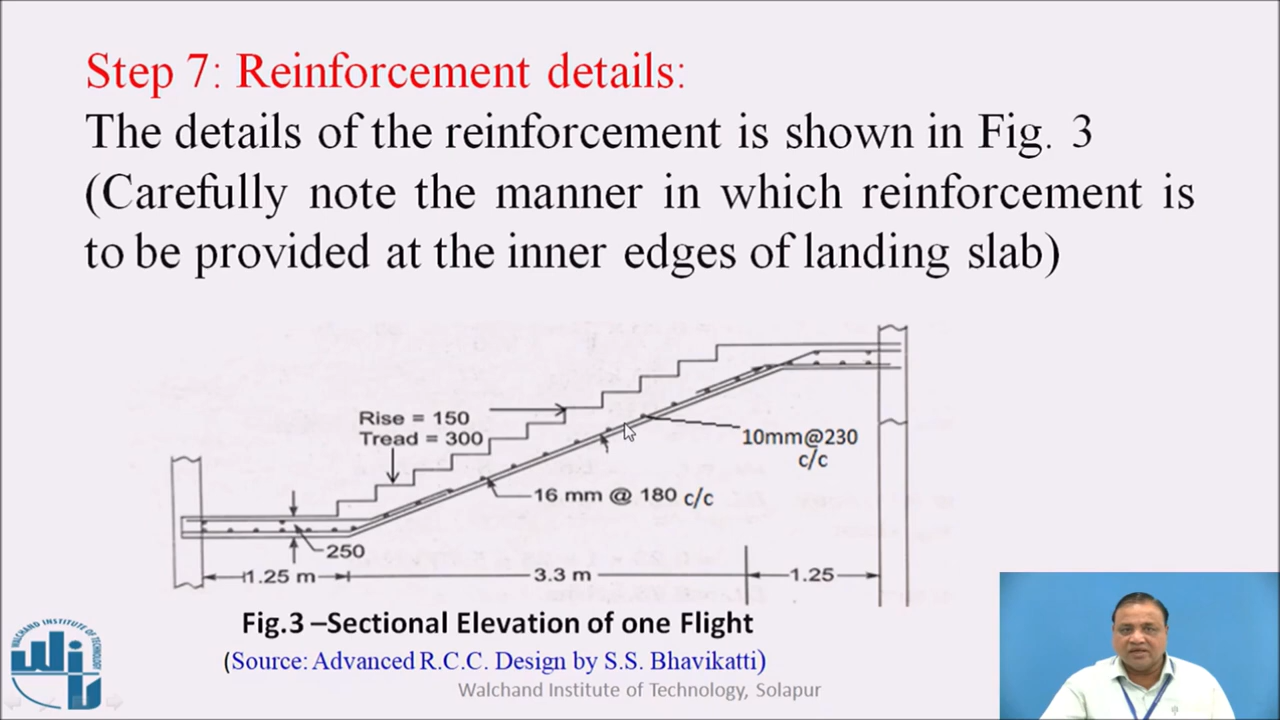 Step 7: Reinforcement details:
The details of the reinforcement is shown in Fig. 3
(Carefully note the manner in which reinforcement is
to be provided at the inner edges of landing slab)
Rise = 150
Tread = 300
10mm@230
c/c
16 mm @ 180 c/c
250
1.25 m
3.3 m
1.25
Fig.3 –Sectional Elevation of one Flight
(Source: Advanced R.C.C. Design by S.S. Bhavikatti)
WALCHAND INSTITUTE OF TECHNOLOGY
Walchand Institute of Technology, Solapur